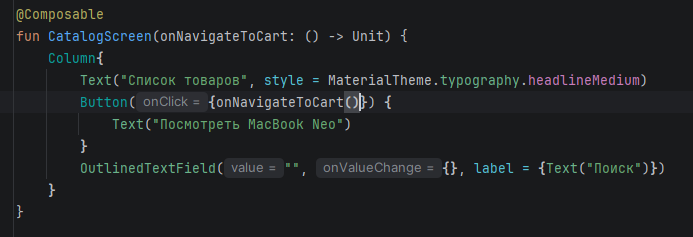 @Composable
fun CatalogScreen(onNavigateToCart: () -> Unit) {
    Column{
        Text("Список товаров", style = MaterialTheme.typography.headlineMedium)
        Button( onClick = {onNavigateToCart()}) {
            Text("Посмотреть MacBook Neo")
        }
        OutlinedTextField( value = "", onValueChange = {}, label = {Text("Поиск")})
    }
}